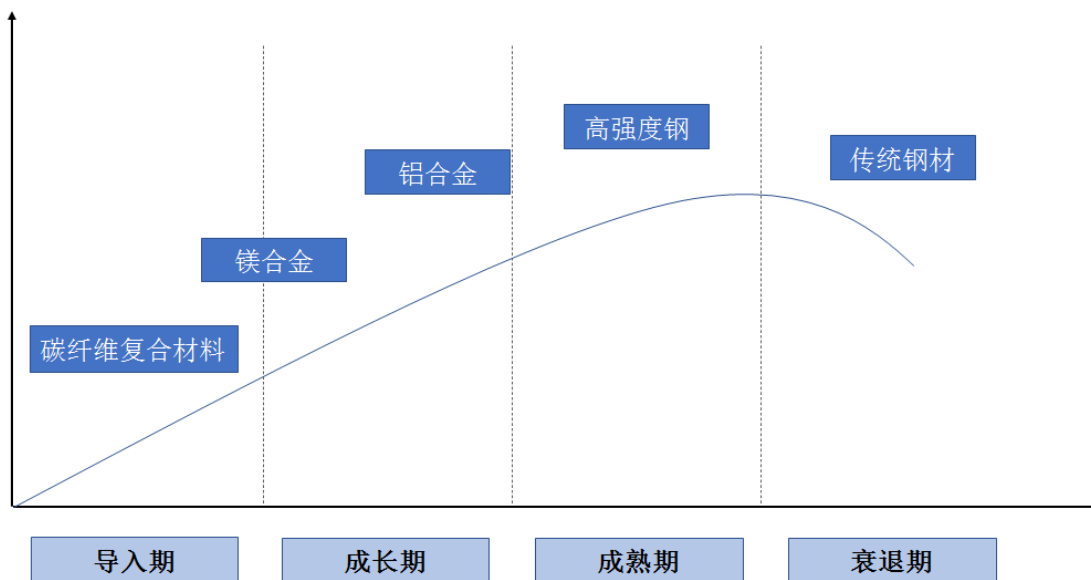 高强度钢
传统钢材
铝合金
镁合金
碳纤维复合材料
导入期
成长期
成熟期
衰退期